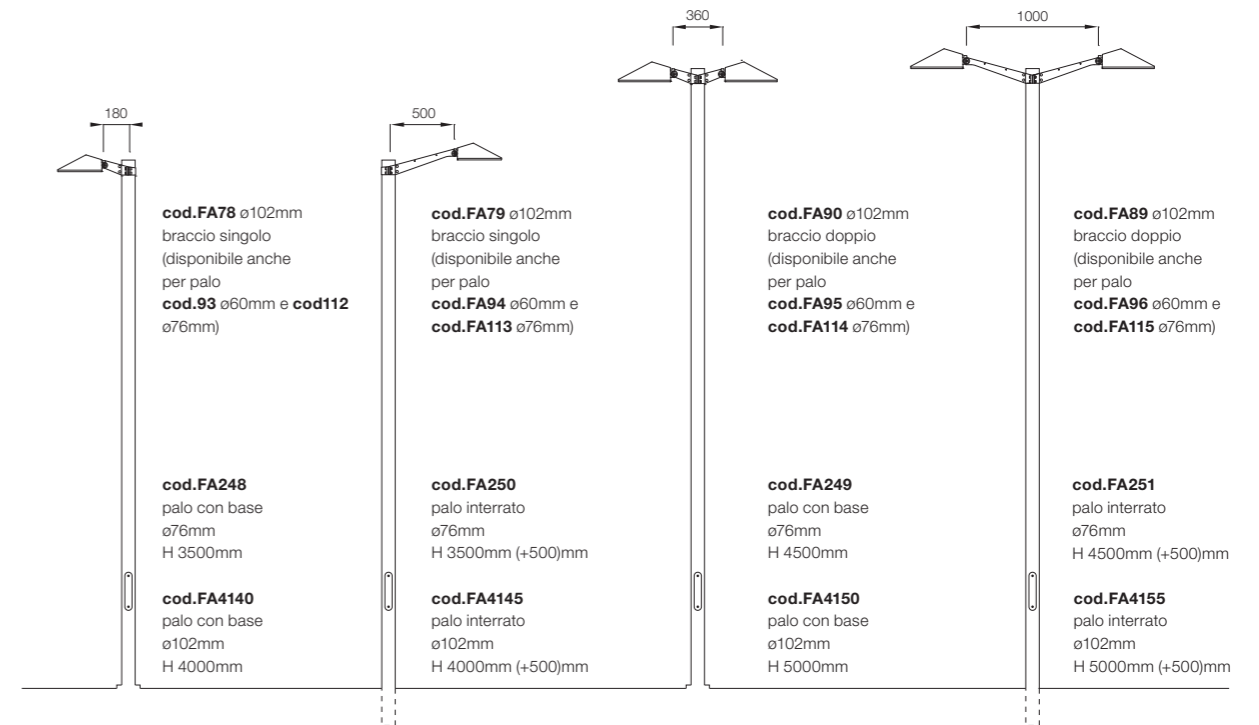 360
1000
180
500
cod.FA78 ø102mm
braccio singolo
(disponibile anche
per palo
cod.93 ø60mm e cod112
ø76mm)
cod.FA79 ø102mm
braccio singolo
(disponibile anche
per palo
cod.FA94 ø60mm e
cod.FA113 ø76mm)
cod.FA90 ø102mm
braccio doppio
(disponibile anche
per palo
cod.FA95 ø60mm e
cod.FA114 ø76mm)
cod.FA89 ø102mm
braccio doppio
(disponibile anche
per palo
cod.FA96 ø60mm e
cod.FA115 ø76mm)
cod.FA248
palo con base
ø76mm
H 3500mm
cod.FA250
palo interrato
ø76mm
H 3500mm (+500)mm
cod.FA249
palo con base
ø76mm
H 4500mm
cod.FA251
palo interrato
ø76mm
H 4500mm (+500)mm
cod.FA4140
palo con base
ø102mm
H 4000mm
cod.FA4145
palo interrato
ø102mm
H 4000mm (+500)mm
cod.FA4150
palo con base
ø102mm
H 5000mm
cod.FA4155
palo interrato
ø102mm
H 5000mm (+500)mm